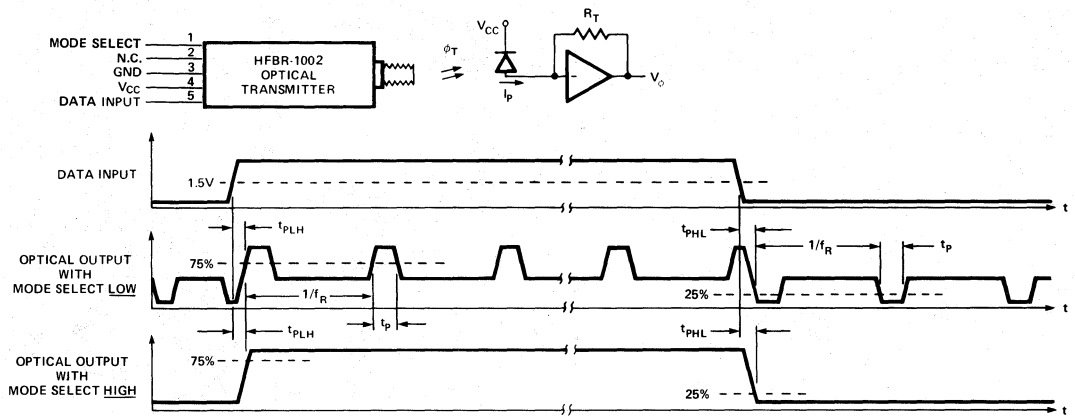 MODE SELECT 1
N.C. 2
GND 3
VCC 4
DATA INPUT 5
HFBR-1002
OPTICAL
TRANSMITTER
ϕT
VCC
IP
RT
Vϕ
DATA INPUT
1.5V
t
tPLH
tPHL
OPTICAL OUTPUT
WITH
MODE SELECT LOW
75%
1/fR
tP
25%
1/fR
tP
t
tPLH
tPHL
OPTICAL OUTPUT
WITH
MODE SELECT HIGH
75%
25%
t